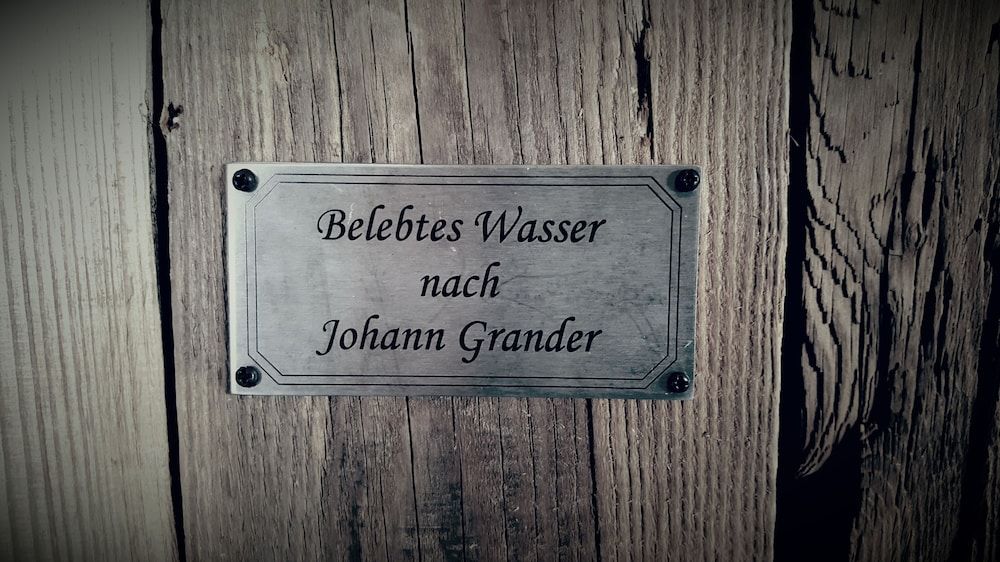 Belebtes Wasser
nach
Johann Grander